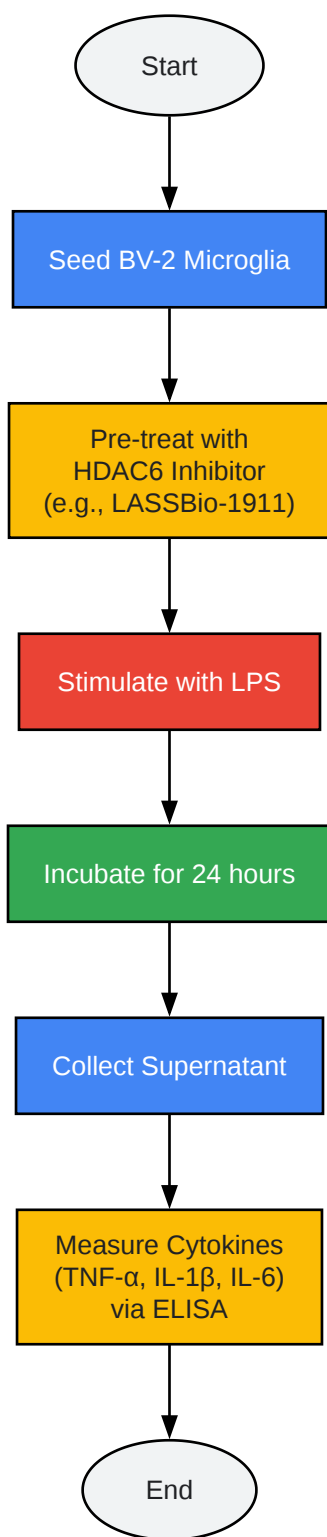 Start
Seed BV-2 Microglia
Pre-treat with
HDAC6 Inhibitor
(e.g., LASSBio-1911)
Stimulate with LPS
Incubate for 24 hours
Collect Supernatant
Measure Cytokines
(TNF-α, IL-1β, IL-6)
via ELISA
End